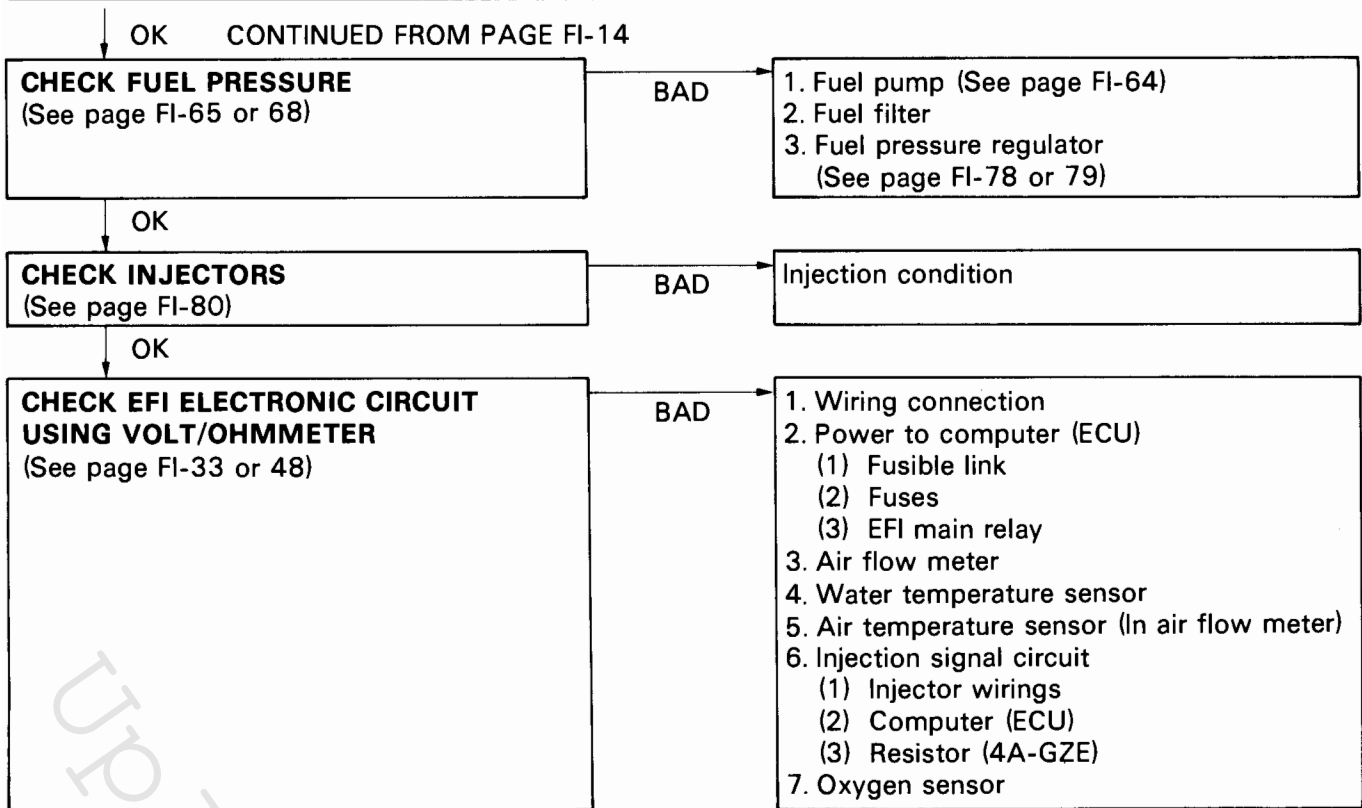 OK CONTINUED FROM PAGE FI-14
CHECK FUEL PRESSURE
(See page FI-65 or 68)
BAD
1. Fuel pump (See page FI-64)
2. Fuel filter
3. Fuel pressure regulator
(See page FI-78 or 79)
OK
CHECK INJECTORS
(See page FI-80)
BAD
Injection condition
OK
CHECK EFI ELECTRONIC CIRCUIT
USING VOLT/OHMMETER
(See page FI-33 or 48)
BAD
1. Wiring connection
2. Power to computer (ECU)
(1) Fusible link
(2) Fuses
(3) EFI main relay
3. Air flow meter
4. Water temperature sensor
5. Air temperature sensor (In air flow meter)
6. Injection signal circuit
(1) Injector wirings
(2) Computer (ECU)
(3) Resistor (4A-GZE)
7. Oxygen sensor
Up